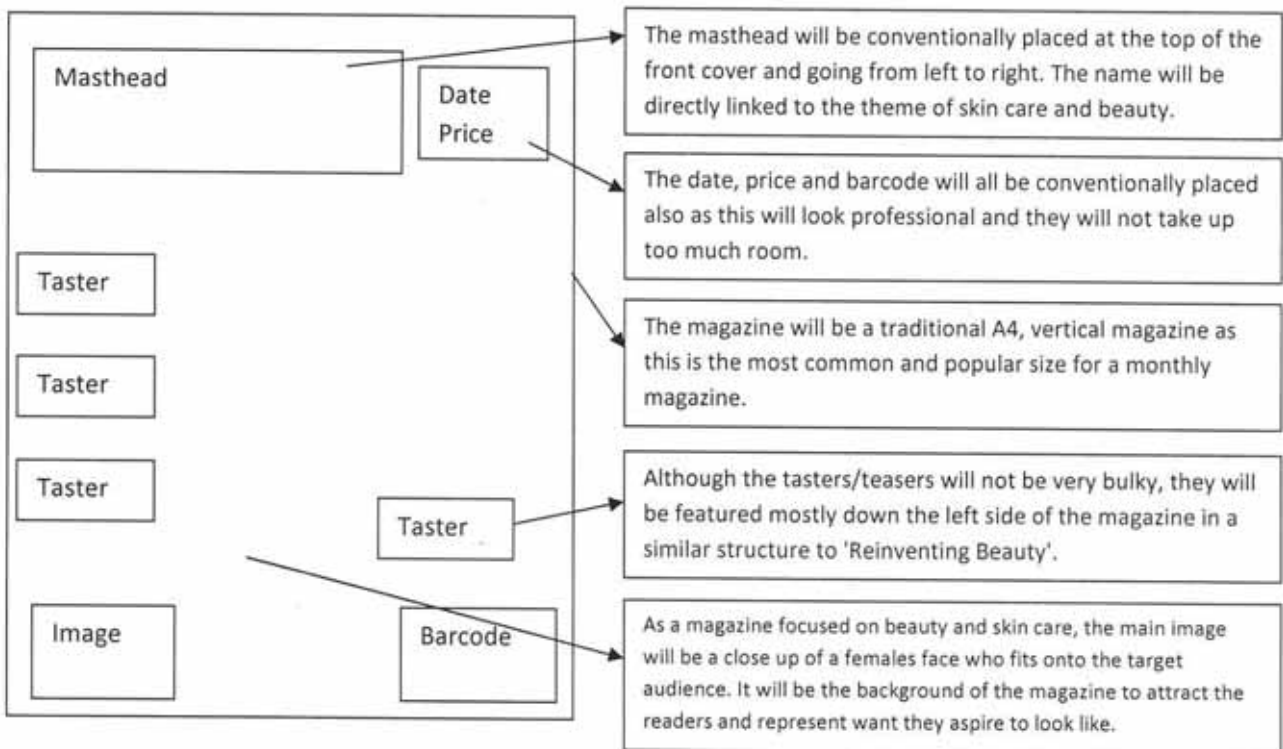 Masthead
Date
Price
Taster
Taster
Taster
Taster
Image
Barcode
The masthead will be conventionally placed at the top of the
front cover and going from left to right. The name will be
directly linked to the theme of skin care and beauty.
The date, price and barcode will all be conventionally placed
also as this will look professional and they will not take up
too much room.
The magazine will be a traditional A4, vertical magazine as
this is the most common and popular size for a monthly
magazine.
Although the tasters/teasers will not be very bulky, they will
be featured mostly down the left side of the magazine in a
similar structure to 'Reinventing Beauty'.
As a magazine focused on beauty and skin care, the main image
will be a close up of a females face who fits onto the target
audience. It will be the background of the magazine to attract the
readers and represent want they aspire to look like.